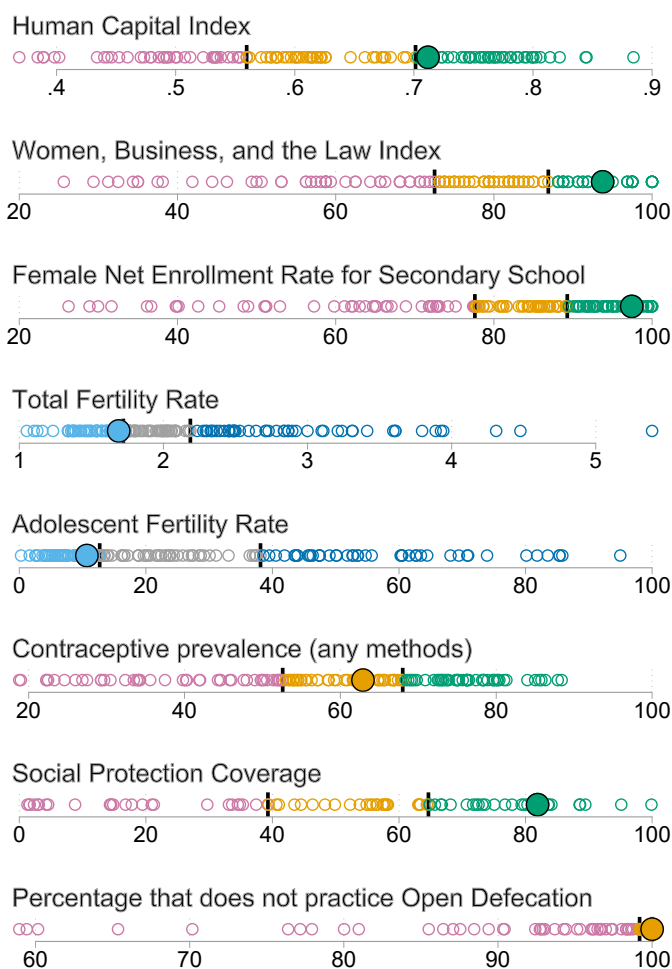 Human Capital Index
.4 .5 .6 .7 .8 .9
Women, Business, and the Law Index
20 40 60 80 100
Female Net Enrollment Rate for Secondary School
20 40 60 80 100
Total Fertility Rate
1 2 3 4 5
Adolescent Fertility Rate
0 20 40 60 80 100
Contraceptive prevalence (any methods)
20 40 60 80 100
Social Protection Coverage
0 20 40 60 80 100
Percentage that does not practice Open Defecation
60 70 80 90 100